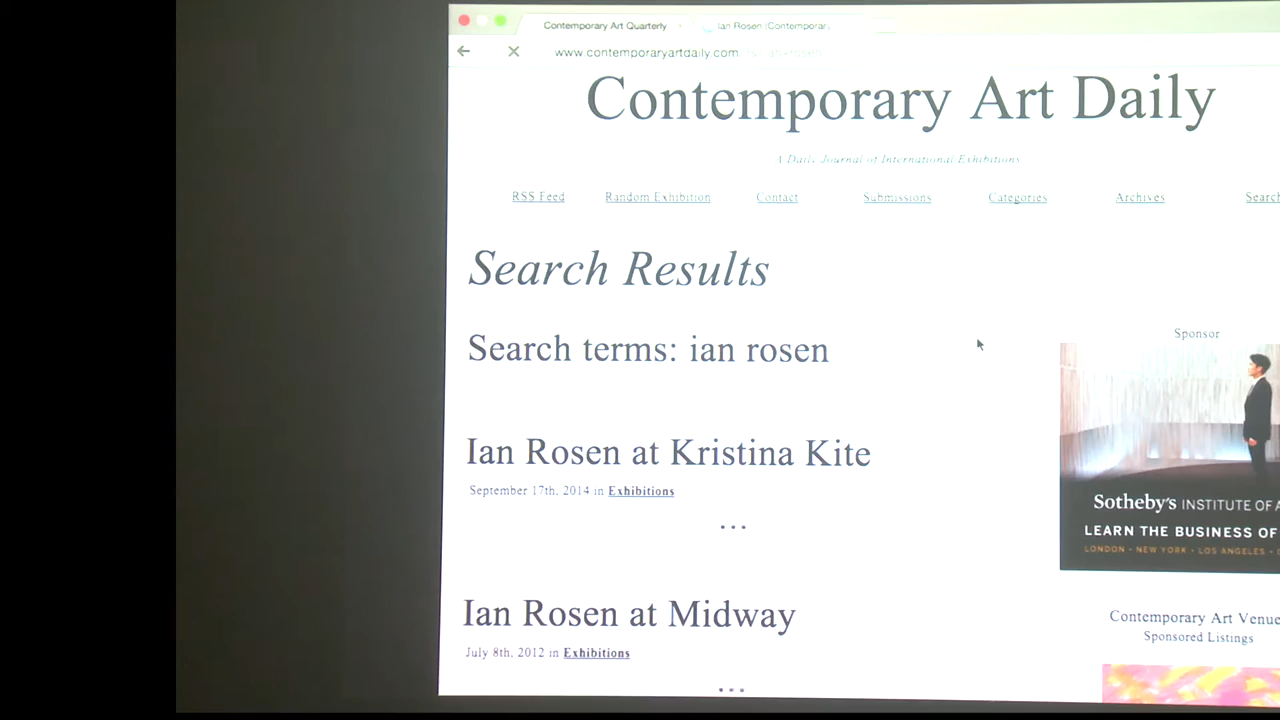 Contemporary Art Quarterly
Ian Rosen (Contemporar
www.contemporaryartdaily.com
Contemporary Art Daily
A Daily Journal of International Exhibitions
RSS Feed Random Exhibition Contact Submissions Categories Archives Search
Search Results
Search terms: ian rosen
Sponsor
Ian Rosen at Kristina Kite
September 17th, 2014 in Exhibitions
...
Sotheby's INSTITUTE OF A
LEARN THE BUSINESS OF
LONDON • NEW YORK • LOS ANGELES •
Ian Rosen at Midway
July 8th, 2012 in Exhibitions
...
Contemporary Art Venue
Sponsored Listings